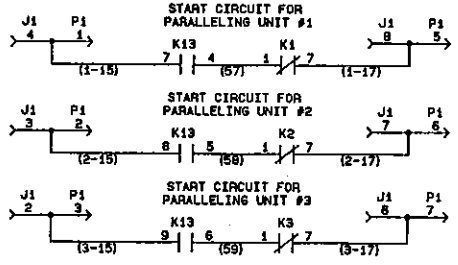 START CIRCUIT FOR
PARALLELING UNIT #1
J1 P1 J1 P1
4 1 8 5
K13 K1
7 4 1 7
(1-15) (57) (1-17)
START CIRCUIT FOR
PARALLELING UNIT #2
J1 P1 J1 P1
3 2 7 6
K13 K2
8 5 1 7
(2-15) (58) (2-17)
START CIRCUIT FOR
PARALLELING UNIT #3
J1 P1 J1 P1
2 3 6 7
K13 K3
9 6 1 7
(3-15) (59) (3-17)